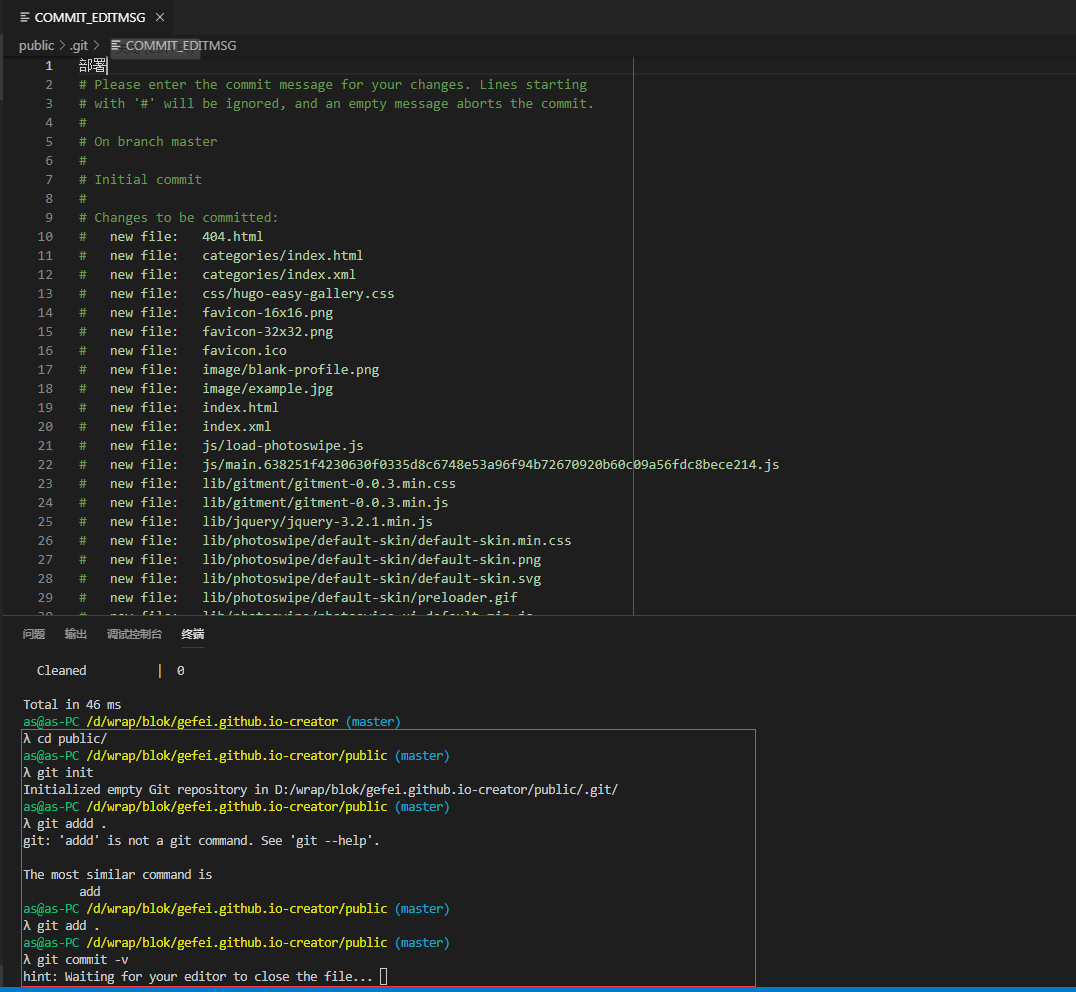 COMMIT_EDITMSG ×
public > .git > COMMIT_EDITMSG
1 部署
2 # Please enter the commit message for your changes. Lines starting
3 # with '#' will be ignored, and an empty message aborts the commit.
4 #
5 # On branch master
6 #
7 # Initial commit
8 #
9 # Changes to be committed:
10 # new file: 404.html
11 # new file: categories/index.html
12 # new file: categories/index.xml
13 # new file: css/hugo-easy-gallery.css
14 # new file: favicon-16x16.png
15 # new file: favicon-32x32.png
16 # new file: favicon.ico
17 # new file: image/blank-profile.png
18 # new file: image/example.jpg
19 # new file: index.html
20 # new file: index.xml
21 # new file: js/load-photoswipe.js
22 # new file: js/main.638251f4230630f0335d8c6748e53a96f94b72670920b60c09a56fdc8bece214.js
23 # new file: lib/gitment/gitment-0.0.3.min.css
24 # new file: lib/gitment/gitment-0.0.3.min.js
25 # new file: lib/jquery/jquery-3.2.1.min.js
26 # new file: lib/photoswipe/default-skin/default-skin.min.css
27 # new file: lib/photoswipe/default-skin/default-skin.png
28 # new file: lib/photoswipe/default-skin/default-skin.svg
29 # new file: lib/photoswipe/default-skin/preloader.gif
问题 输出 调试控制台 终端
Cleaned | 0
Total in 46 ms
as@as-PC /d/wrap/blok/gefei.github.io-creator (master)
λ cd public/
as@as-PC /d/wrap/blok/gefei.github.io-creator/public (master)
λ git init
Initialized empty Git repository in D:/wrap/blok/gefei.github.io-creator/public/.git/
as@as-PC /d/wrap/blok/gefei.github.io-creator/public (master)
λ git addd .
git: 'addd' is not a git command. See 'git --help'.
The most similar command is
add
as@as-PC /d/wrap/blok/gefei.github.io-creator/public (master)
λ git add .
as@as-PC /d/wrap/blok/gefei.github.io-creator/public (master)
λ git commit -v
hint: Waiting for your editor to close the file...